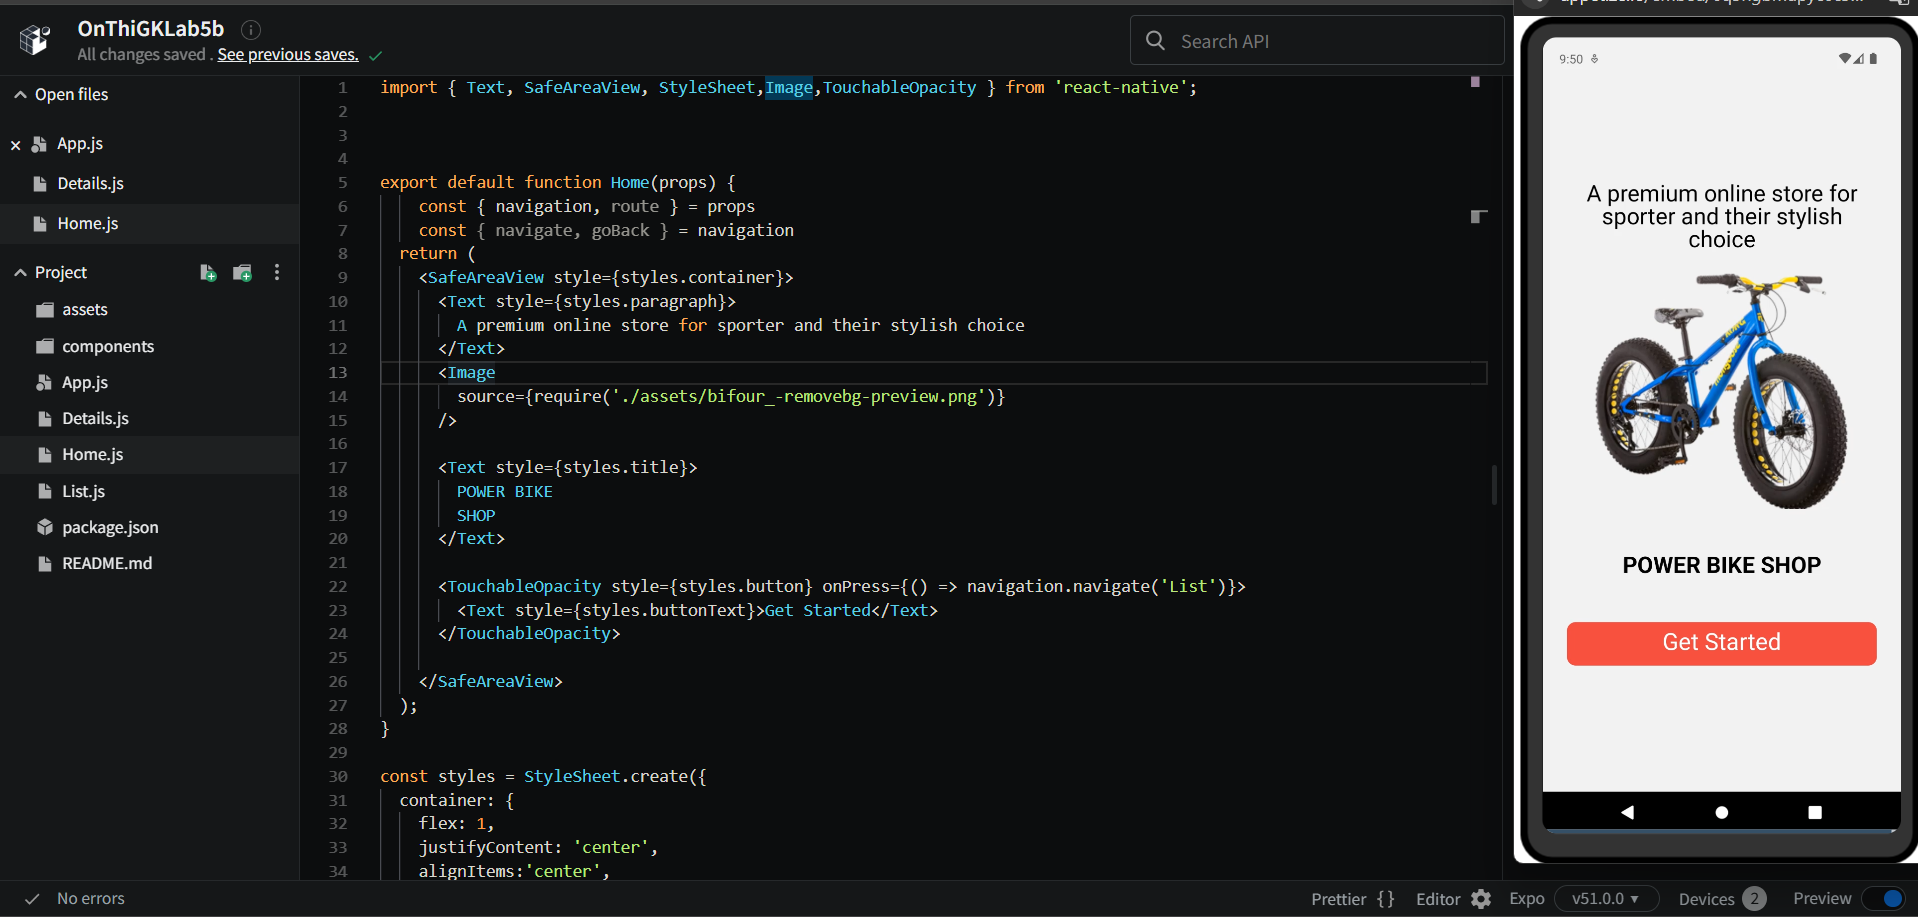 OnThiGKLab5b
All changes saved . See previous saves.
Search API
Open files
App.js
Details.js
Home.js
Project
assets
components
App.js
Details.js
Home.js
List.js
package.json
README.md
1 import { Text, SafeAreaView, StyleSheet,Image,TouchableOpacity } from 'react-native';
2
3
4
5 export default function Home(props) {
6 const { navigation, route } = props
7 const { navigate, goBack } = navigation
8 return (
9 <SafeAreaView style={styles.container}>
10 <Text style={styles.paragraph}>
11 A premium online store for sporter and their stylish choice
12 </Text>
13 <Image
14 source={require('./assets/bifour_-removebg-preview.png')}
15 />
16
17 <Text style={styles.title}>
18 POWER BIKE
19 SHOP
20 </Text>
21
22 <TouchableOpacity style={styles.button} onPress={() => navigation.navigate('List')}>
23 <Text style={styles.buttonText}>Get Started</Text>
24 </TouchableOpacity>
25
26 </SafeAreaView>
27 );
28 }
29
30 const styles = StyleSheet.create({
31 container: {
32 flex: 1,
33 justifyContent: 'center',
34 alignItems:'center',
9:50
A premium online store for
sporter and their stylish
choice
POWER BIKE SHOP
Get Started
No errors
Prettier {} Editor Expo v51.0.0 Devices 2 Preview